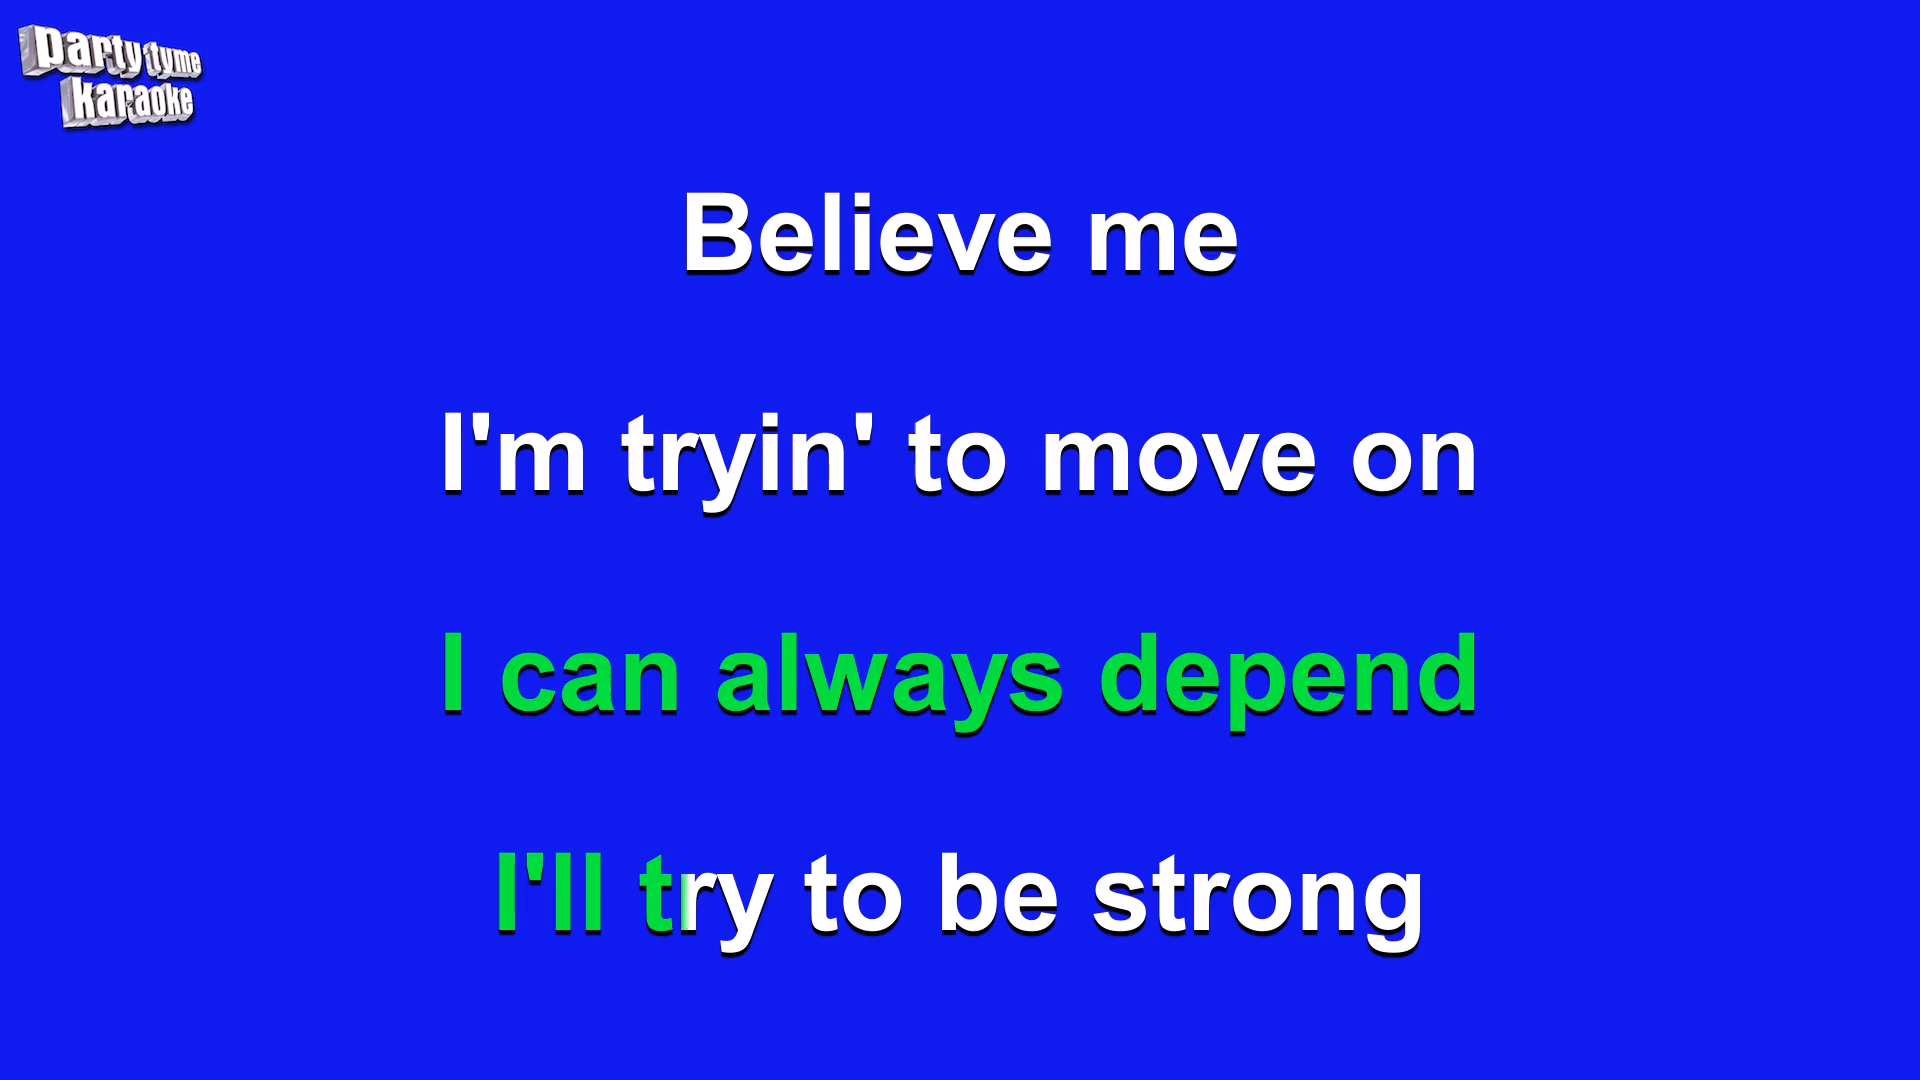 party tyme
karaoke
Believe me
I'm tryin' to move on
I can always depend
I'll try to be strong